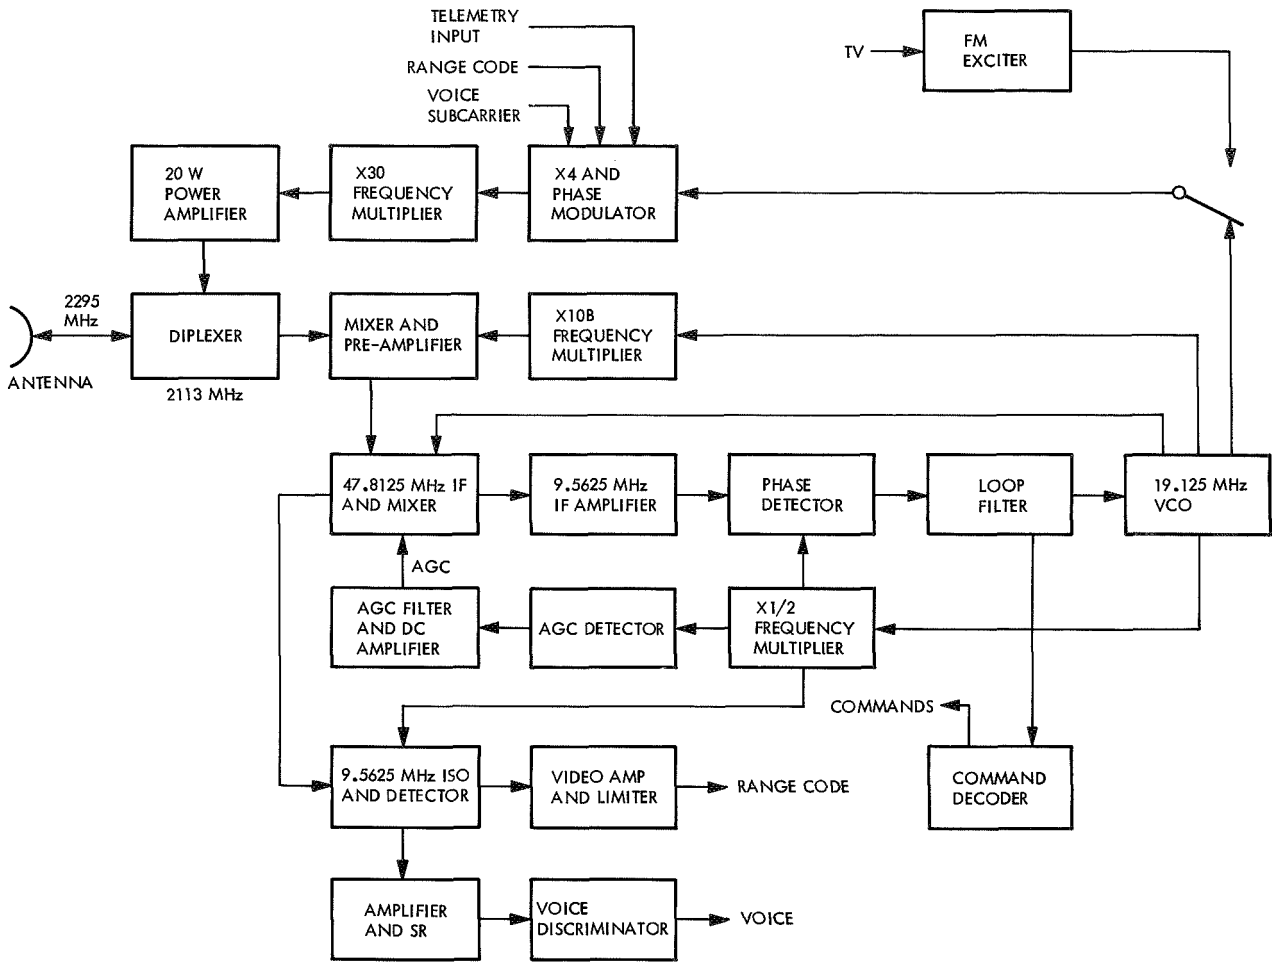 TELEMETRY
INPUT
RANGE CODE
VOICE
SUBCARRIER
TV
FM
EXCITER
20 W
POWER
AMPLIFIER
X30
FREQUENCY
MULTIPLIER
X4 AND
PHASE
MODULATOR
2295
MHz
ANTENNA
DIPLEXER
2113 MHz
MIXER AND
PRE-AMPLIFIER
X10B
FREQUENCY
MULTIPLIER
47.8125 MHz IF
AND MIXER
9.5625 MHz
IF AMPLIFIER
PHASE
DETECTOR
LOOP
FILTER
19.125 MHz
VCO
AGC
AGC FILTER
AND DC
AMPLIFIER
AGC DETECTOR
X1/2
FREQUENCY
MULTIPLIER
COMMANDS
9.5625 MHz ISO
AND DETECTOR
VIDEO AMP
AND LIMITER
RANGE CODE
COMMAND
DECODER
AMPLIFIER
AND SR
VOICE
DISCRIMINATOR
VOICE